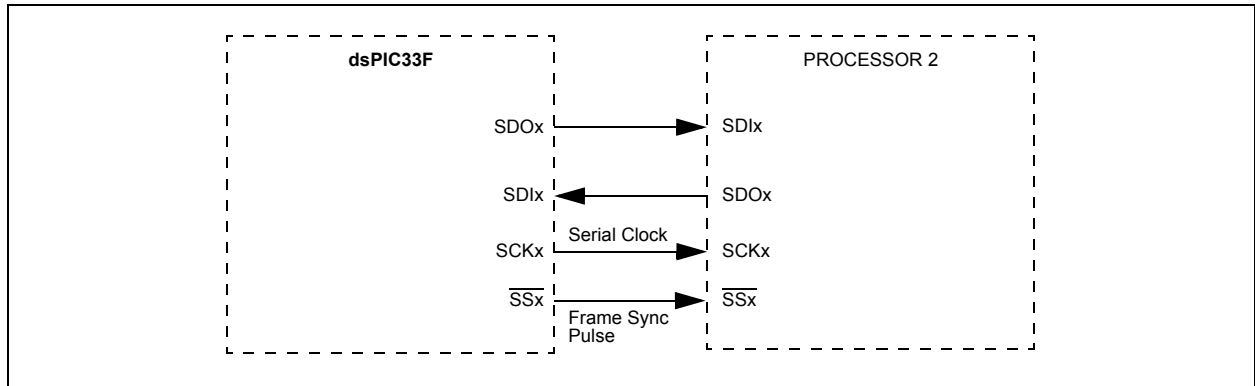 dsPIC33F
PROCESSOR 2
SDOx
SDIx
SDIx
SDOx
Serial Clock
SCKx
SCKx
SSx
SSx
Frame Sync
Pulse